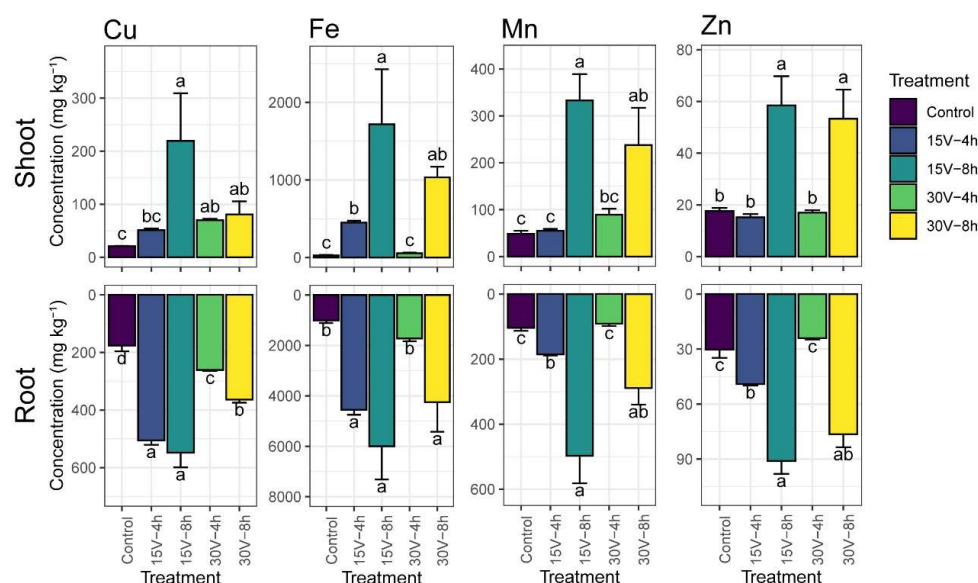 Cu
Fe
Mn
Zn
Shoot
Concentration (mg kg⁻¹)
300
200
100
0
c
bc
a
ab
ab
2000
1000
0
c
b
a
c
ab
400
300
200
100
0
c
c
a
bc
ab
80
60
40
20
0
b
b
a
b
a
Treatment
Control
15V−4h
15V−8h
30V−4h
30V−8h
Root
Concentration (mg kg⁻¹)
0
200
400
600
d
a
a
c
b
0
2000
4000
6000
8000
b
a
a
b
a
0
200
400
600
c
b
a
c
ab
0
30
60
90
c
b
a
c
ab
Control
15V−4h
15V−8h
30V−4h
30V−8h
Treatment
Control
15V−4h
15V−8h
30V−4h
30V−8h
Treatment
Control
15V−4h
15V−8h
30V−4h
30V−8h
Treatment
Control
15V−4h
15V−8h
30V−4h
30V−8h
Treatment